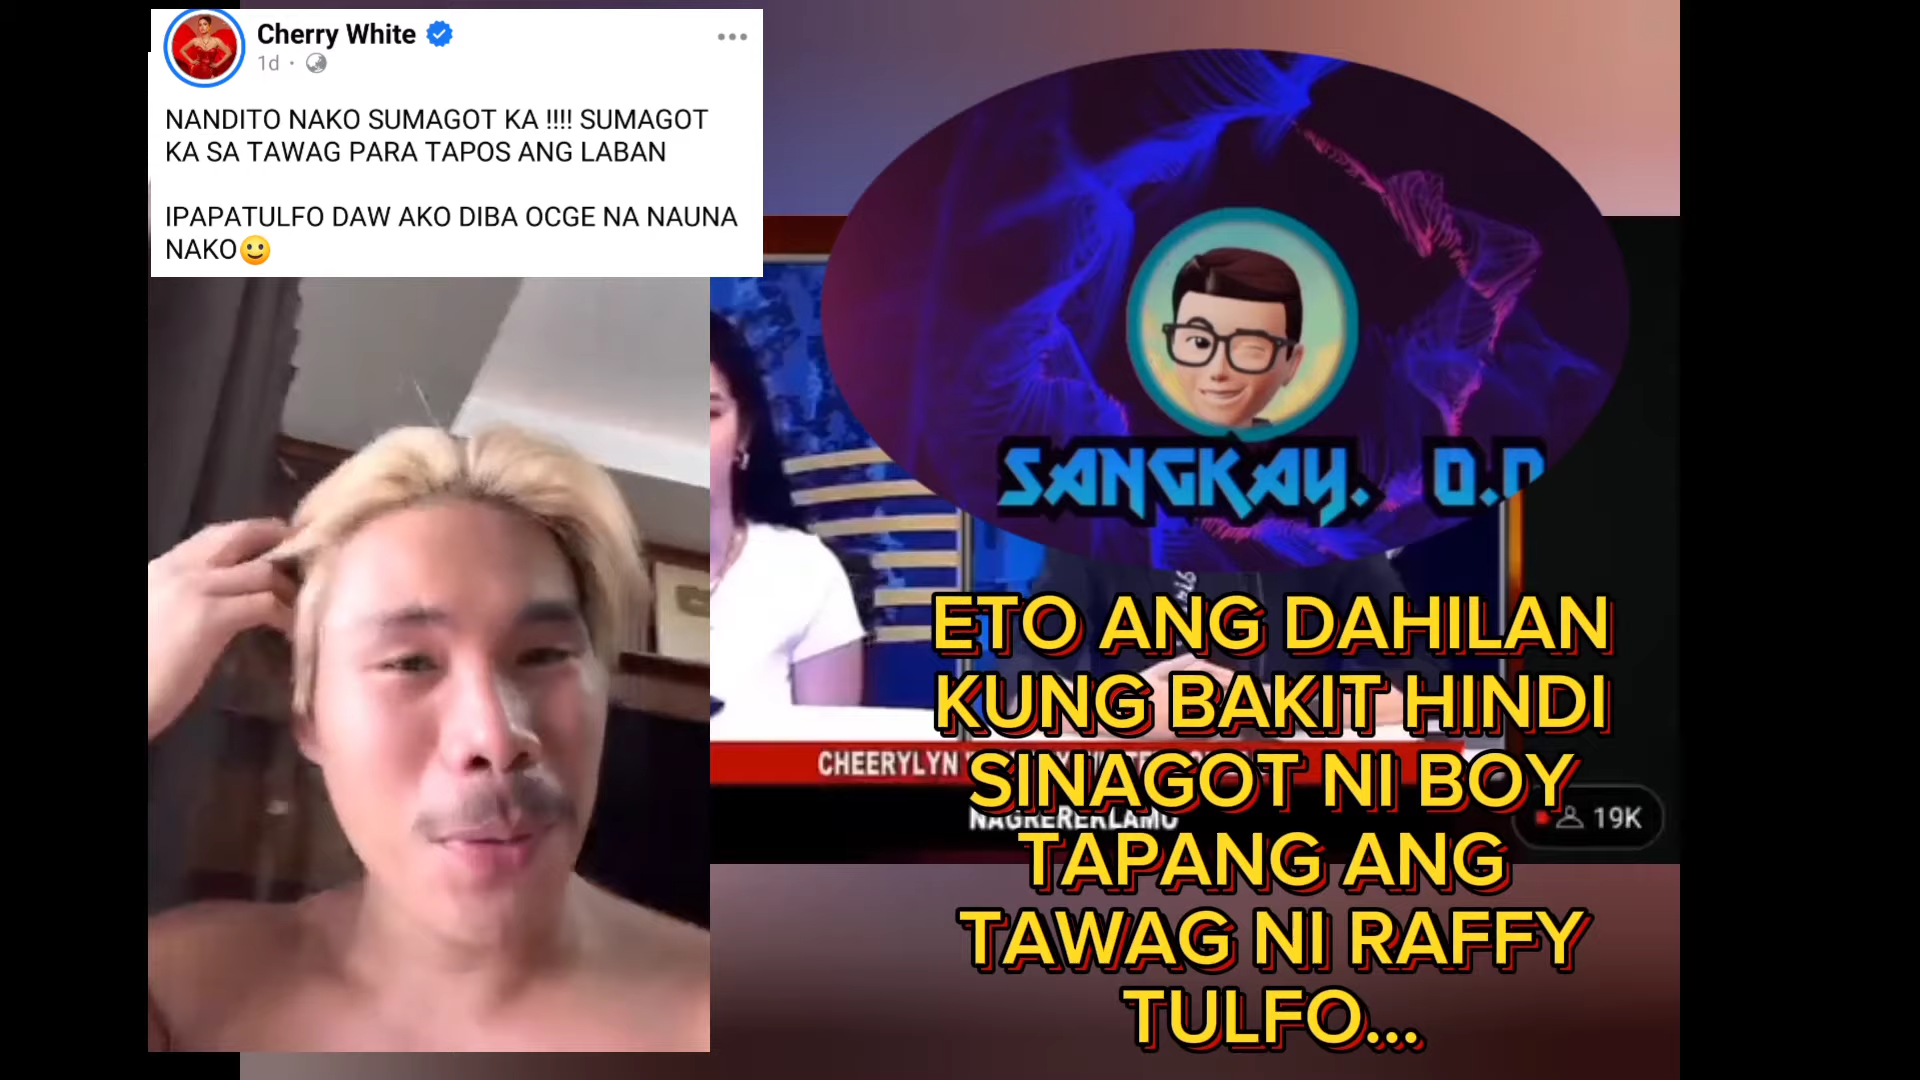 Cherry White
1d
NANDITO NAKO SUMAGOT KA !!!! SUMAGOT
KA SA TAWAG PARA TAPOS ANG LABAN
IPAPATULFO DAW AKO DIBA OCGE NA NAUNA
NAKO🙂
SANGKAY.
ETO ANG DAHILAN
KUNG BAKIT HINDI
SINAGOT NI BOY
TAPANG ANG
TAWAG NI RAFFY
TULFO...
CHEERYLYN
NAGREREKLAMO
19K